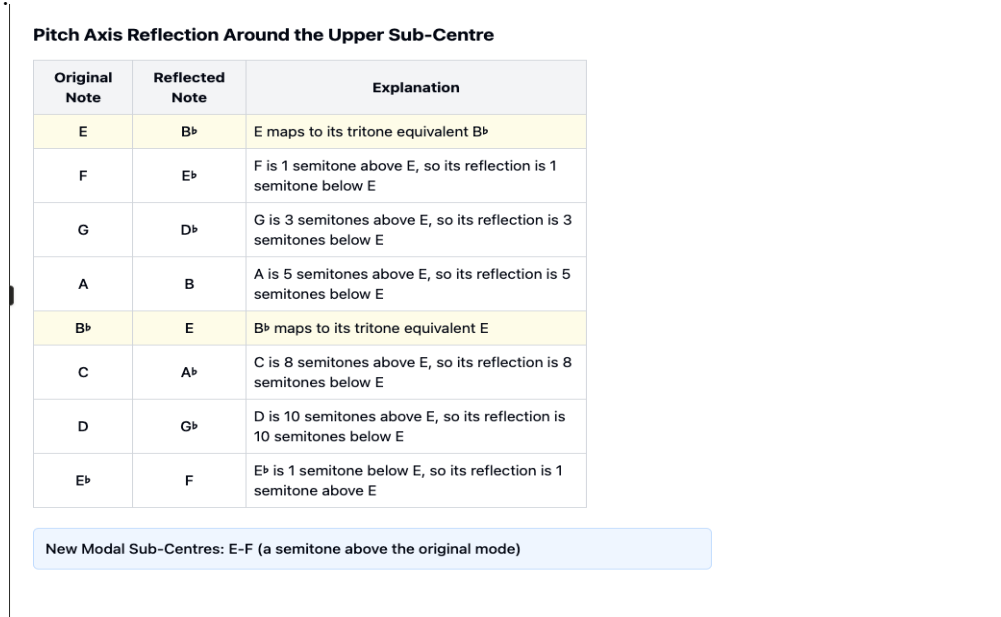 Pitch Axis Reflection Around the Upper Sub-Centre
Original Reflected Explanation
Note Note
E B♭ E maps to its tritone equivalent B♭
F E♭ F is 1 semitone above E, so its reflection is 1
semitone below E
G D♭ G is 3 semitones above E, so its reflection is 3
semitones below E
A B A is 5 semitones above E, so its reflection is 5
semitones below E
B♭ E B♭ maps to its tritone equivalent E
C A♭ C is 8 semitones above E, so its reflection is 8
semitones below E
D G♭ D is 10 semitones above E, so its reflection is
10 semitones below E
E♭ F E♭ is 1 semitone below E, so its reflection is 1
semitone above E
New Modal Sub-Centres: E-F (a semitone above the original mode)